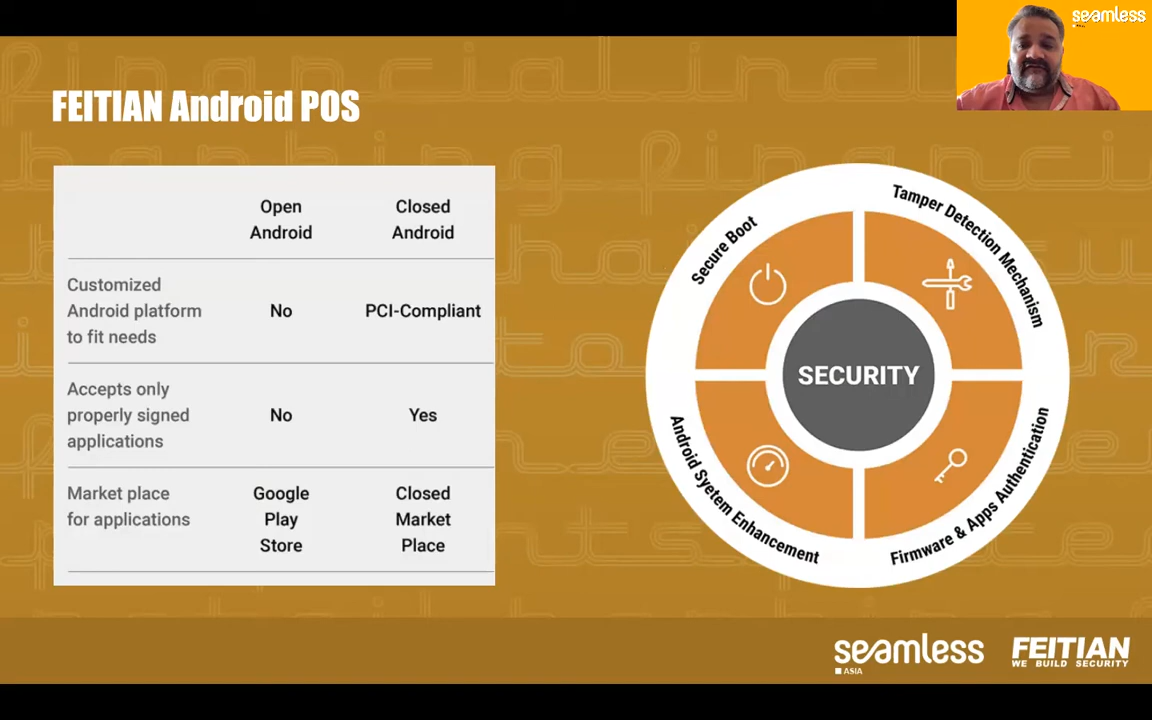 seamless
FEITIAN Android POS
Open
Android
Closed
Android
Customized
Android platform
to fit needs
No
PCI-Compliant
Accepts only
properly signed
applications
No
Yes
Market place
for applications
Google
Play
Store
Closed
Market
Place
Secure Boot
Tamper Detection Mechanism
SECURITY
Android Syetem Enhancement
Firmware & Apps Authentication
seamless
ASIA
FEITIAN
WE BUILD SECURITY